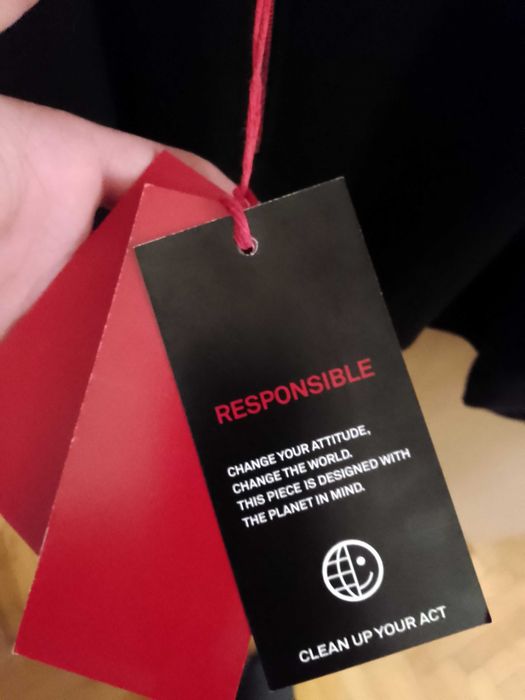 RESPONSIBLE
CHANGE YOUR ATTITUDE,
CHANGE THE WORLD.
THIS PIECE IS DESIGNED WITH
THE PLANET IN MIND.
CLEAN UP YOUR ACT